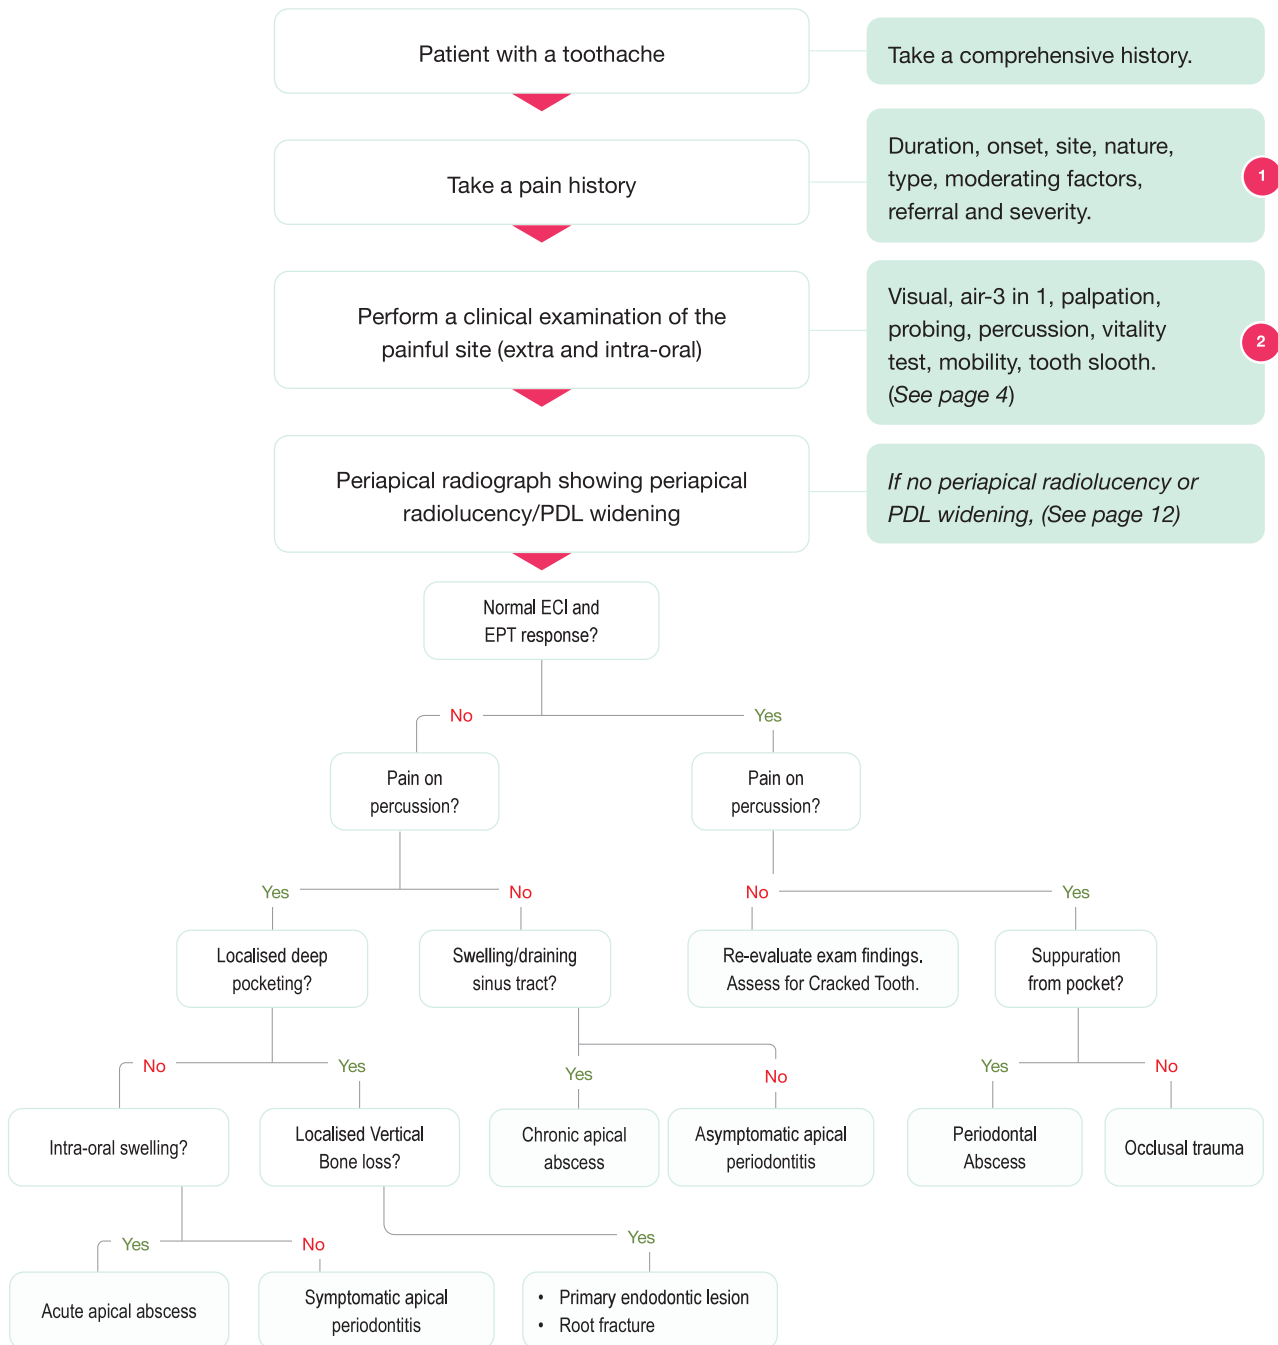 Patient with a toothache
Take a comprehensive history.
Take a pain history
Duration, onset, site, nature,
type, moderating factors,
referral and severity.
1
Perform a clinical examination of the
painful site (extra and intra-oral)
Visual, air-3 in 1, palpation,
probing, percussion, vitality
test, mobility, tooth slooth.
(See page 4)
2
Periapical radiograph showing periapical
radiolucency/PDL widening
If no periapical radiolucency or
PDL widening, (See page 12)
Normal ECI and
EPT response?
No
Yes
Pain on
percussion?
Pain on
percussion?
Yes
No
No
Yes
Localised deep
pocketing?
Swelling/draining
sinus tract?
Re-evaluate exam findings.
Assess for Cracked Tooth.
Suppuration
from pocket?
No
Yes
Yes
No
Yes
No
Intra-oral swelling?
Localised Vertical
Bone loss?
Chronic apical
abscess
Asymptomatic apical
periodontitis
Periodontal
Abscess
Occlusal trauma
Yes
No
Yes
Acute apical abscess
Symptomatic apical
periodontitis
• Primary endodontic lesion
• Root fracture